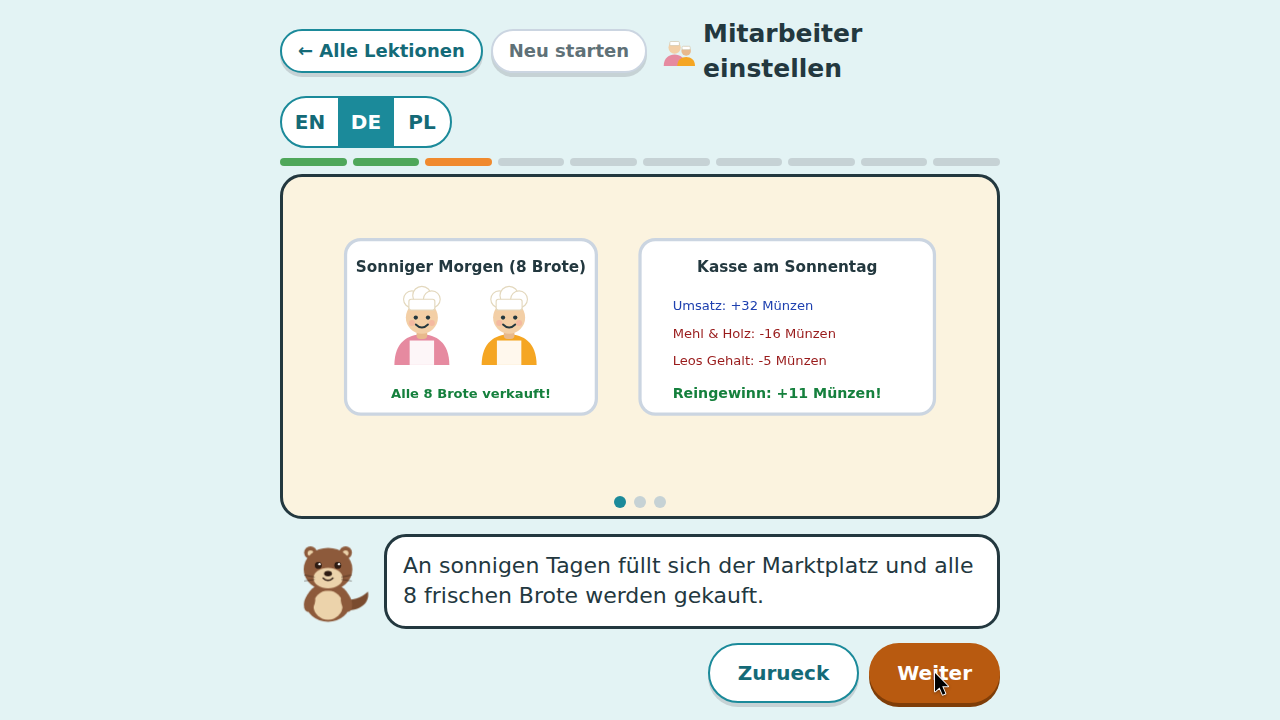 ← Alle Lektionen
Neu starten
Mitarbeiter
einstellen
EN DE PL
Sonniger Morgen (8 Brote)
Alle 8 Brote verkauft!
Kasse am Sonnentag
Umsatz: +32 Münzen
Mehl & Holz: -16 Münzen
Leos Gehalt: -5 Münzen
Reingewinn: +11 Münzen!
An sonnigen Tagen füllt sich der Marktplatz und alle
8 frischen Brote werden gekauft.
Zurueck
Weiter